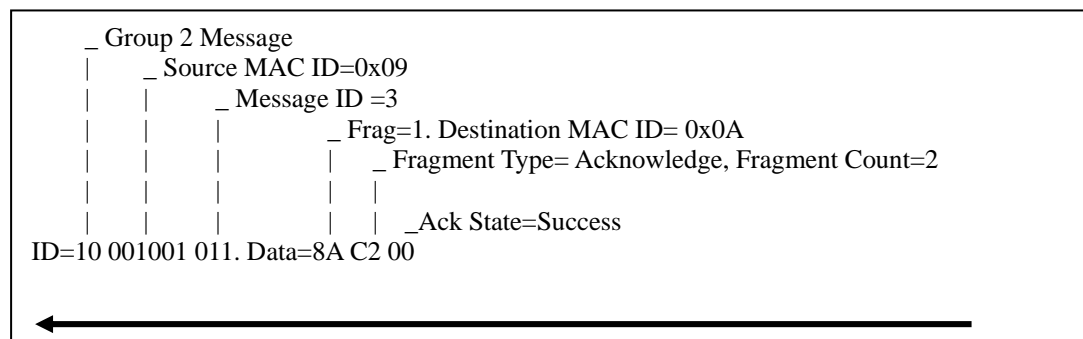 _ Group 2 Message
| _ Source MAC ID=0x09
| | _ Message ID =3
| | | _ Frag=1. Destination MAC ID= 0x0A
| | | | _ Fragment Type= Acknowledge, Fragment Count=2
| | | | |
| | | | | _Ack State=Success
ID=10 001001 011. Data=8A C2 00